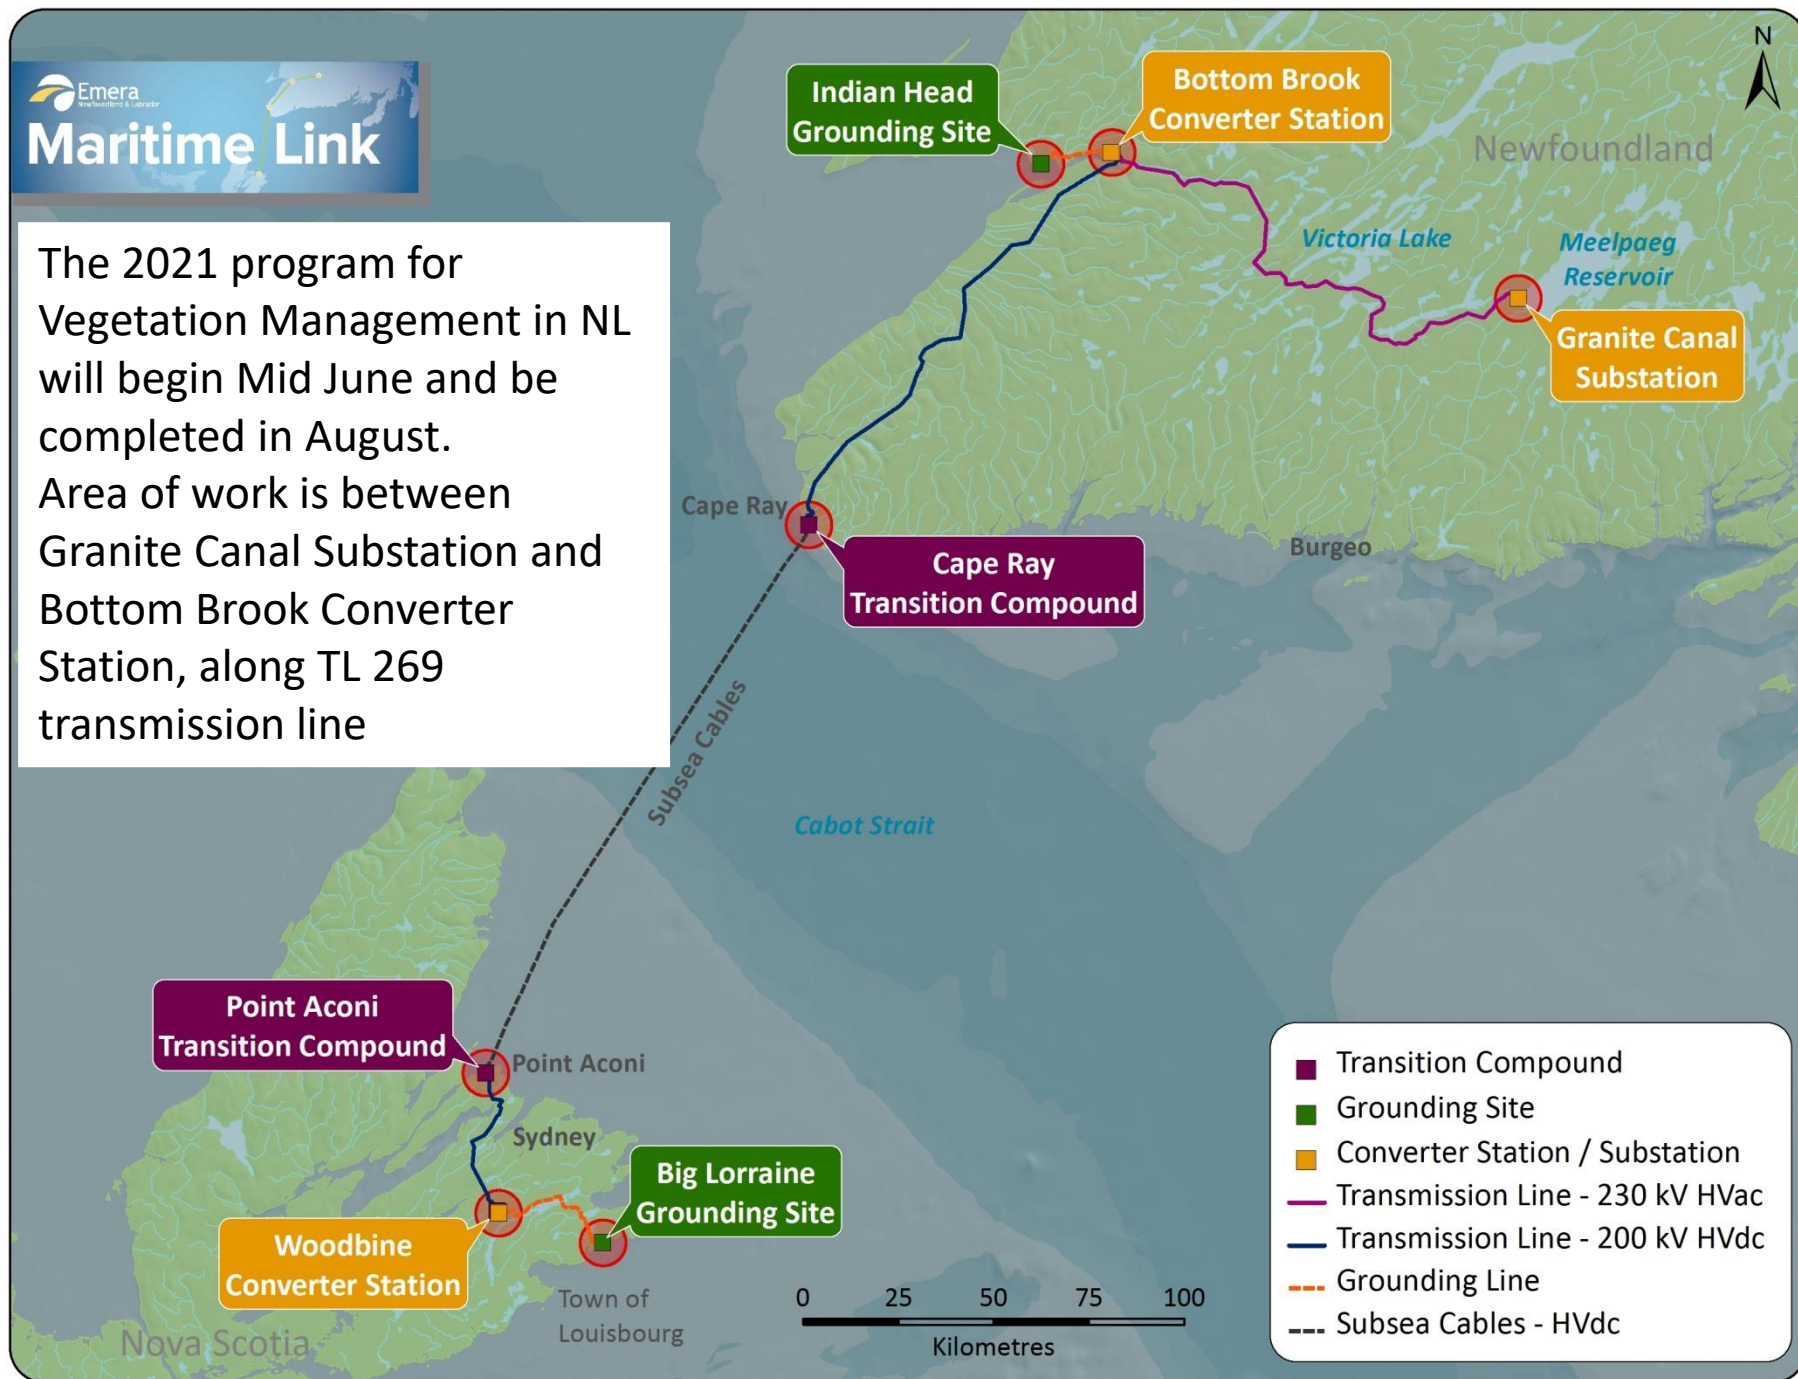 Emera
Newfoundland & Labrador
Maritime Link
The 2021 program for
Vegetation Management in NL
will begin Mid June and be
completed in August.
Area of work is between
Granite Canal Substation and
Bottom Brook Converter
Station, along TL 269
transmission line
Indian Head
Grounding Site
Bottom Brook
Converter Station
N
Newfoundland
Victoria Lake
Meelpaeg
Reservoir
Granite Canal
Substation
Cape Ray
Cape Ray
Transition Compound
Burgeo
Subsea Cables
Cabot Strait
Point Aconi
Transition Compound
Point Aconi
Sydney
Big Lorraine
Grounding Site
Woodbine
Converter Station
Town of
Louisbourg
Nova Scotia
0 25 50 75 100
Kilometres
Transition Compound
Grounding Site
Converter Station / Substation
Transmission Line - 230 kV HVac
Transmission Line - 200 kV HVdc
Grounding Line
Subsea Cables - HVdc